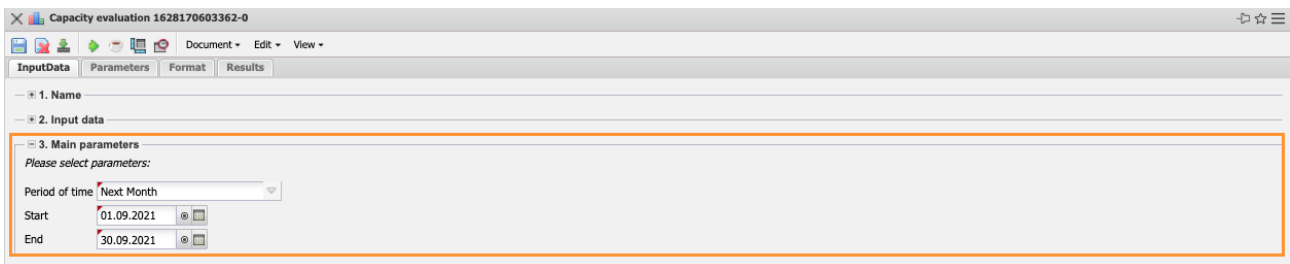 Capacity evaluation 1628170603362-0
Document Edit View
InputData Parameters Format Results
1. Name
2. Input data
3. Main parameters
Please select parameters:
Period of time Next Month
Start 01.09.2021
End 30.09.2021